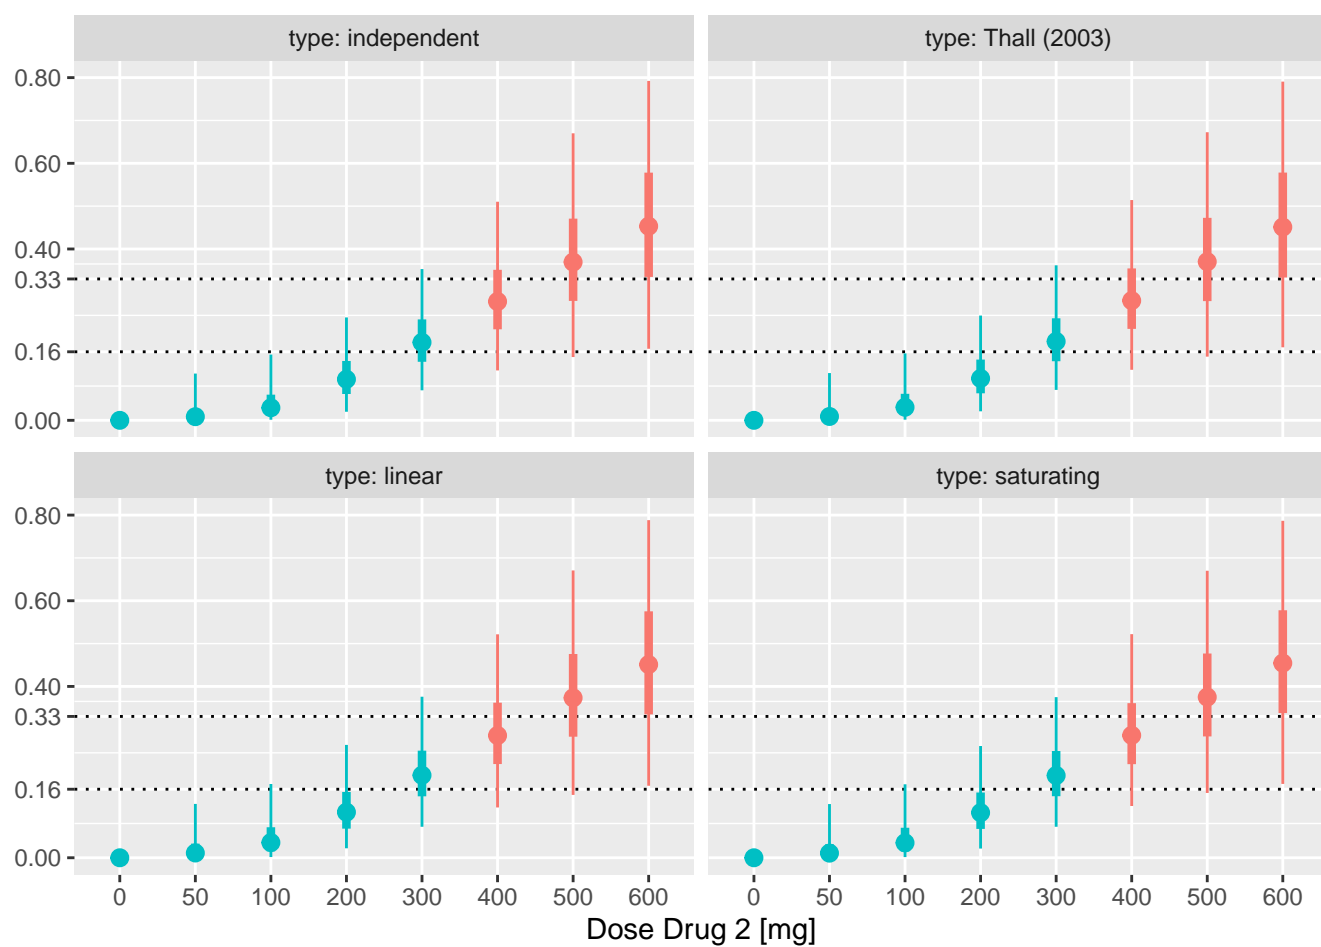 type: independent
type: Thall (2003)
0.80
0.60
0.40
0.33
0.16
0.00
type: linear
type: saturating
0.80
0.60
0.40
0.33
0.16
0.00
0 50 100 200 300 400 500 600
0 50 100 200 300 400 500 600
Dose Drug 2 [mg]